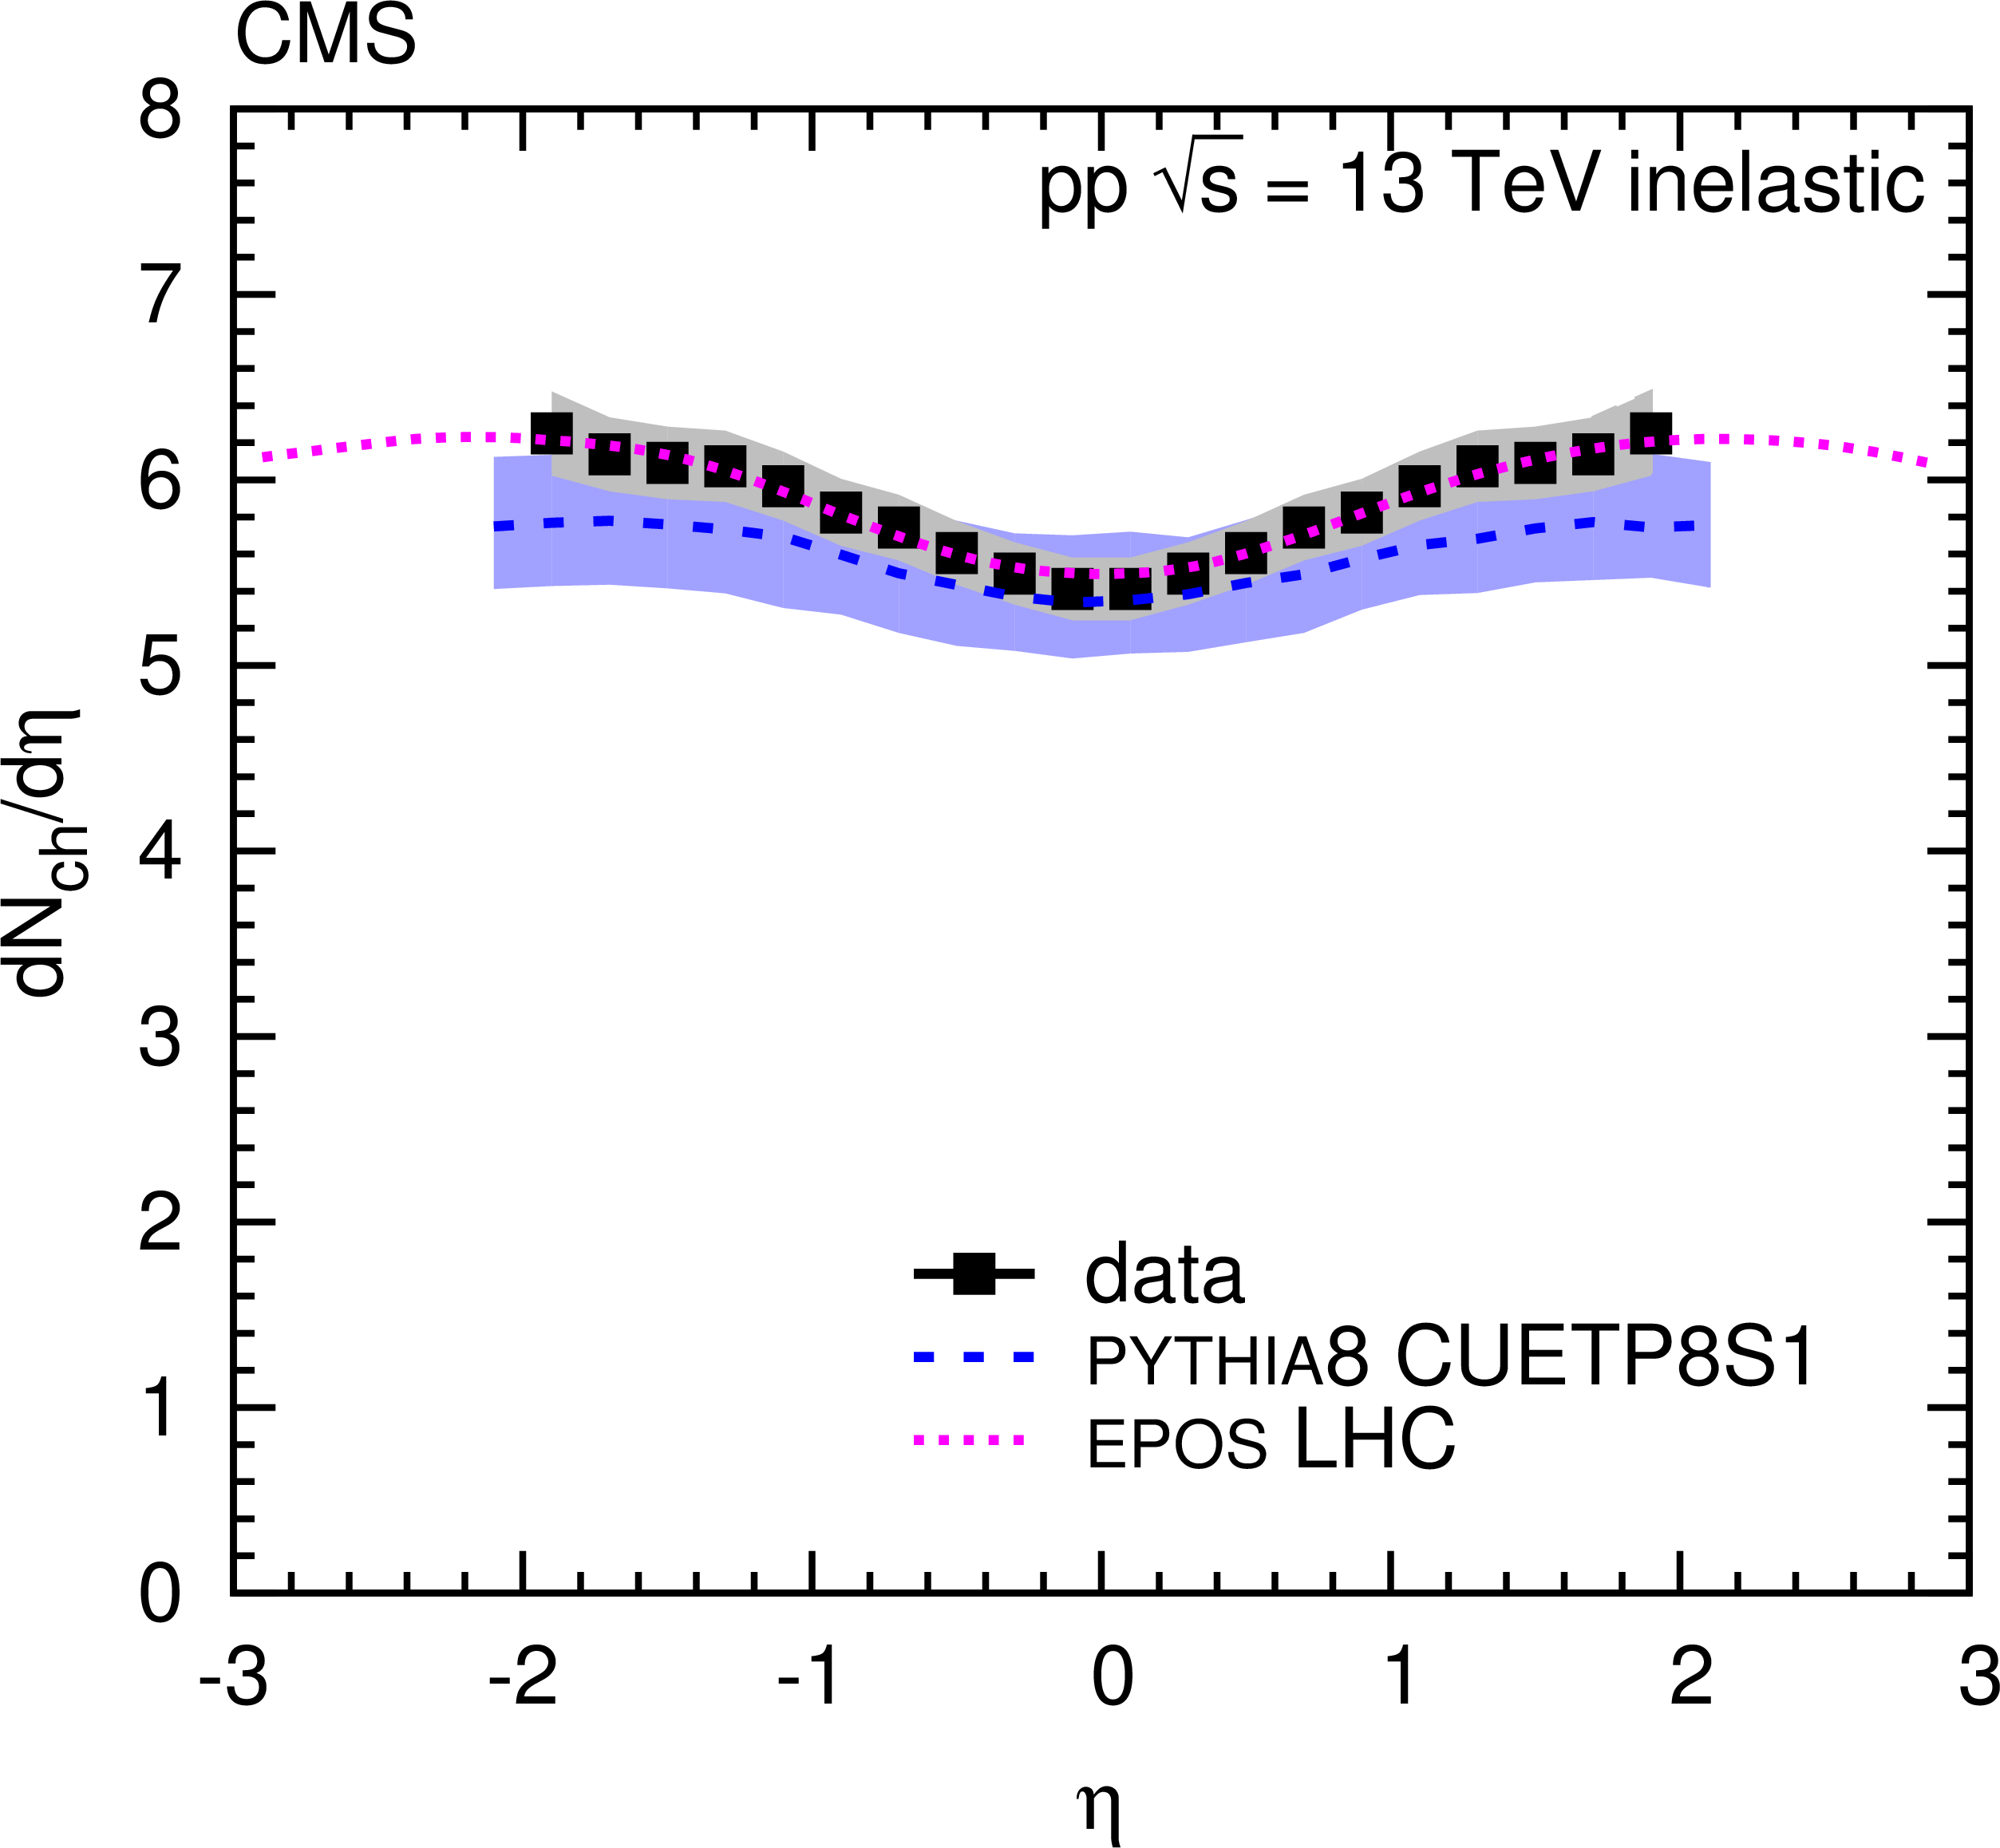 CMS
8
pp √s = 13 TeV inelastic
7
6
5
4
3
2
1
0
dNch/dη
data
PYTHIA8 CUETP8S1
EPOS LHC
-3 -2 -1 0 1 2 3
η